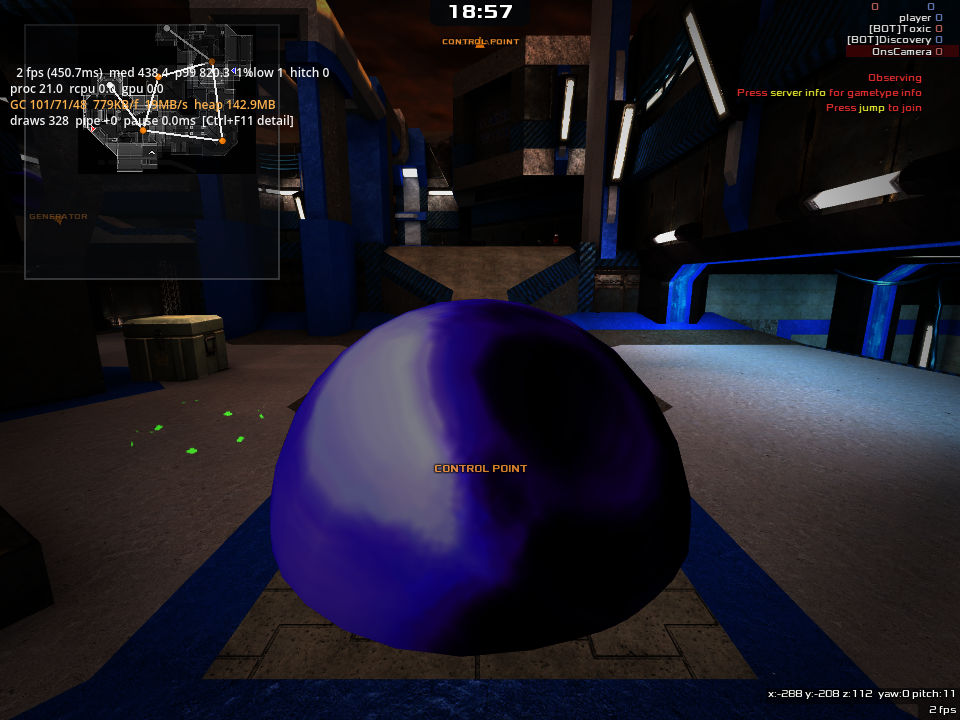 18:57
CONTROL POINT
player
[BOT]Toxic
[BOT]Discovery
OnsCamera
Observing
Press server info for gametype info
Press jump to join
2 fps (450.7ms) med 438.4 p99 820.3 1%low 1 hitch 0
proc 21.0 rcpu 0.0 gpu 0.0
GC 101/71/48 779KB/f 19MB/s heap 142.9MB
draws 328 pipe +0 pause 0.0ms [Ctrl+F11 detail]
GENERATOR
CONTROL POINT
x:-288 y:-208 z:112 yaw:0 pitch:11
2 fps